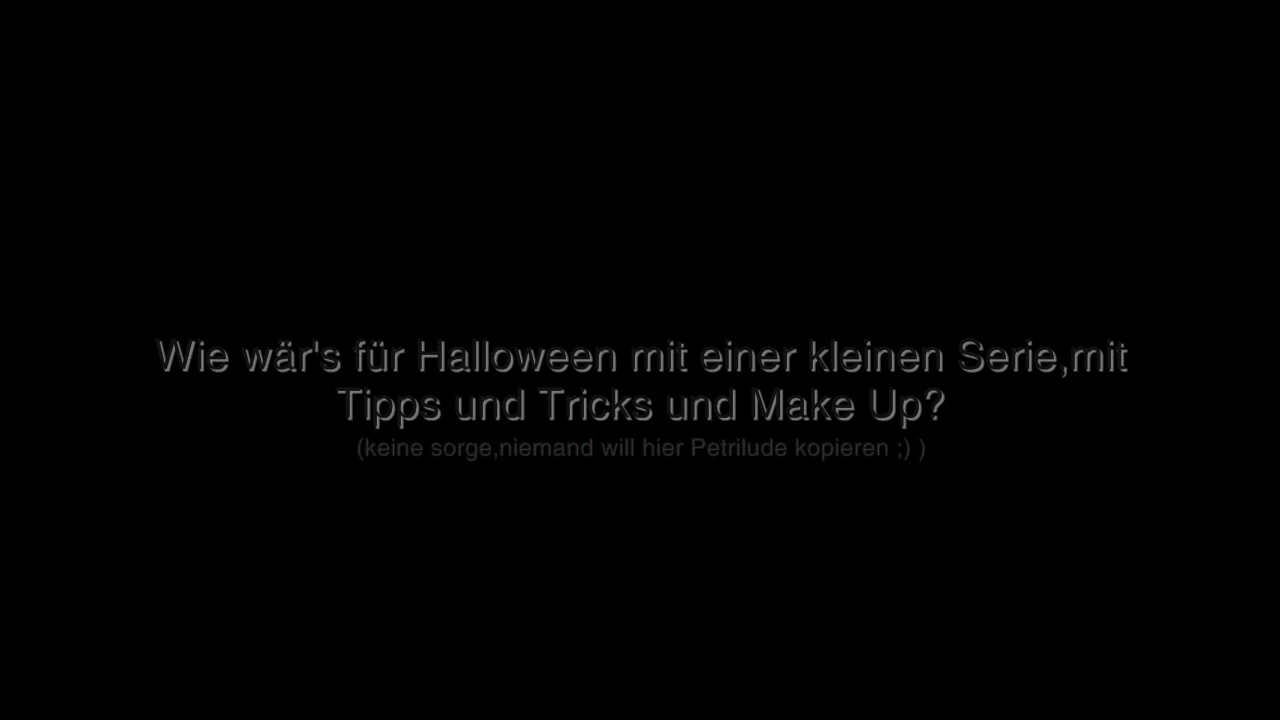 Wie wär's für Halloween mit einer kleinen Serie,mit
Tipps und Tricks und Make Up?
(keine sorge,niemand will hier Petrilude kopieren ;) )